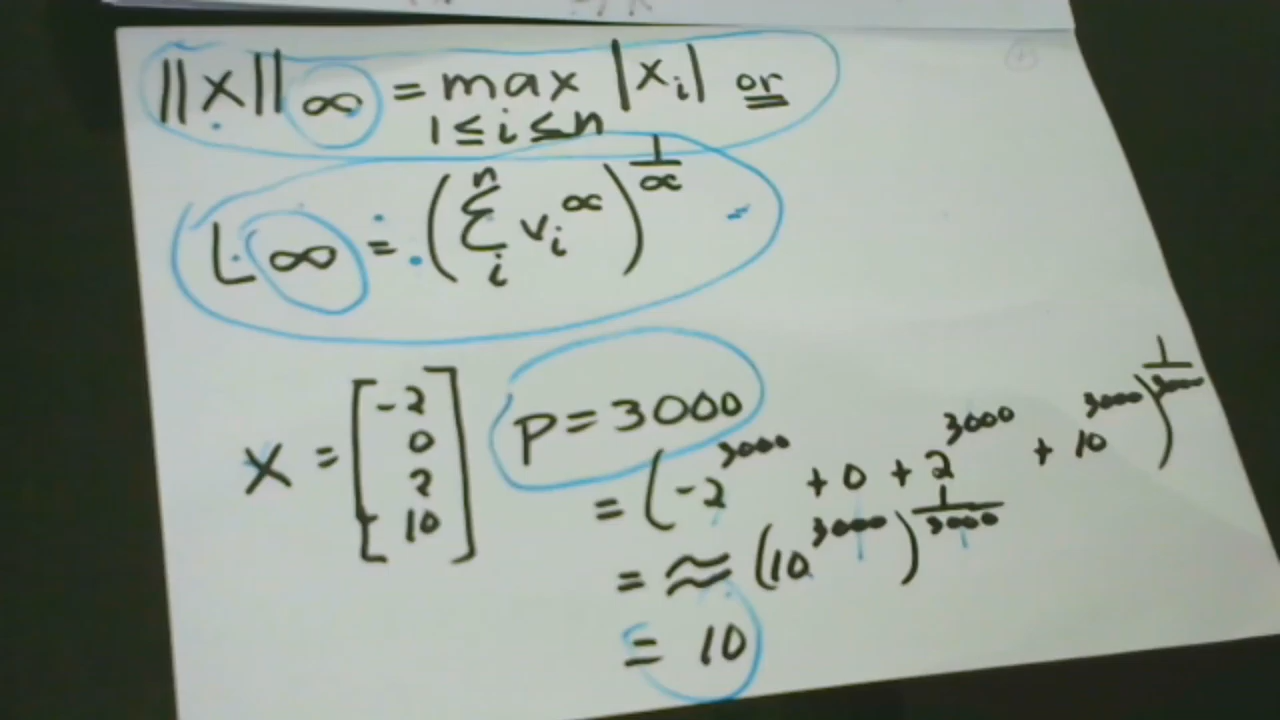 ||x||∞ = max |xᵢ| or
1 ≤ i ≤ n
L∞ = (Σᵢⁿ vᵢ^∞)^(1/∞)
X = [-2 0 2 10]
P = 3000
= (-2^3000 + 0 + 2^3000 + 10^3000)^(1/3000)
= ≈ (10^3000)^(1/3000)
= 10